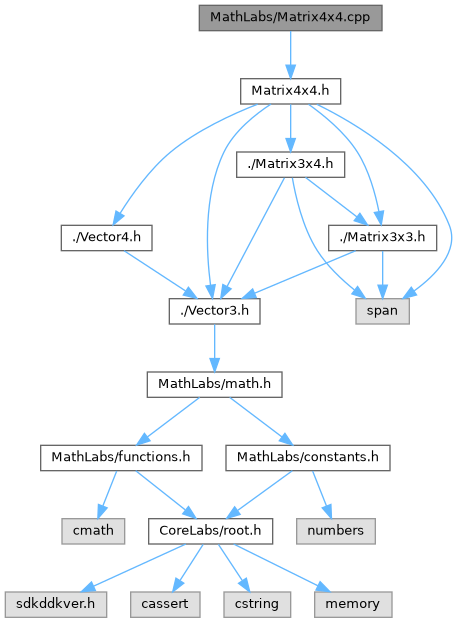 MathLabs/Matrix4x4.cpp
Matrix4x4.h
./Matrix3x4.h
./Vector4.h
./Matrix3x3.h
./Vector3.h
span
MathLabs/math.h
MathLabs/functions.h
MathLabs/constants.h
cmath
CoreLabs/root.h
numbers
sdkddkver.h
cassert
cstring
memory